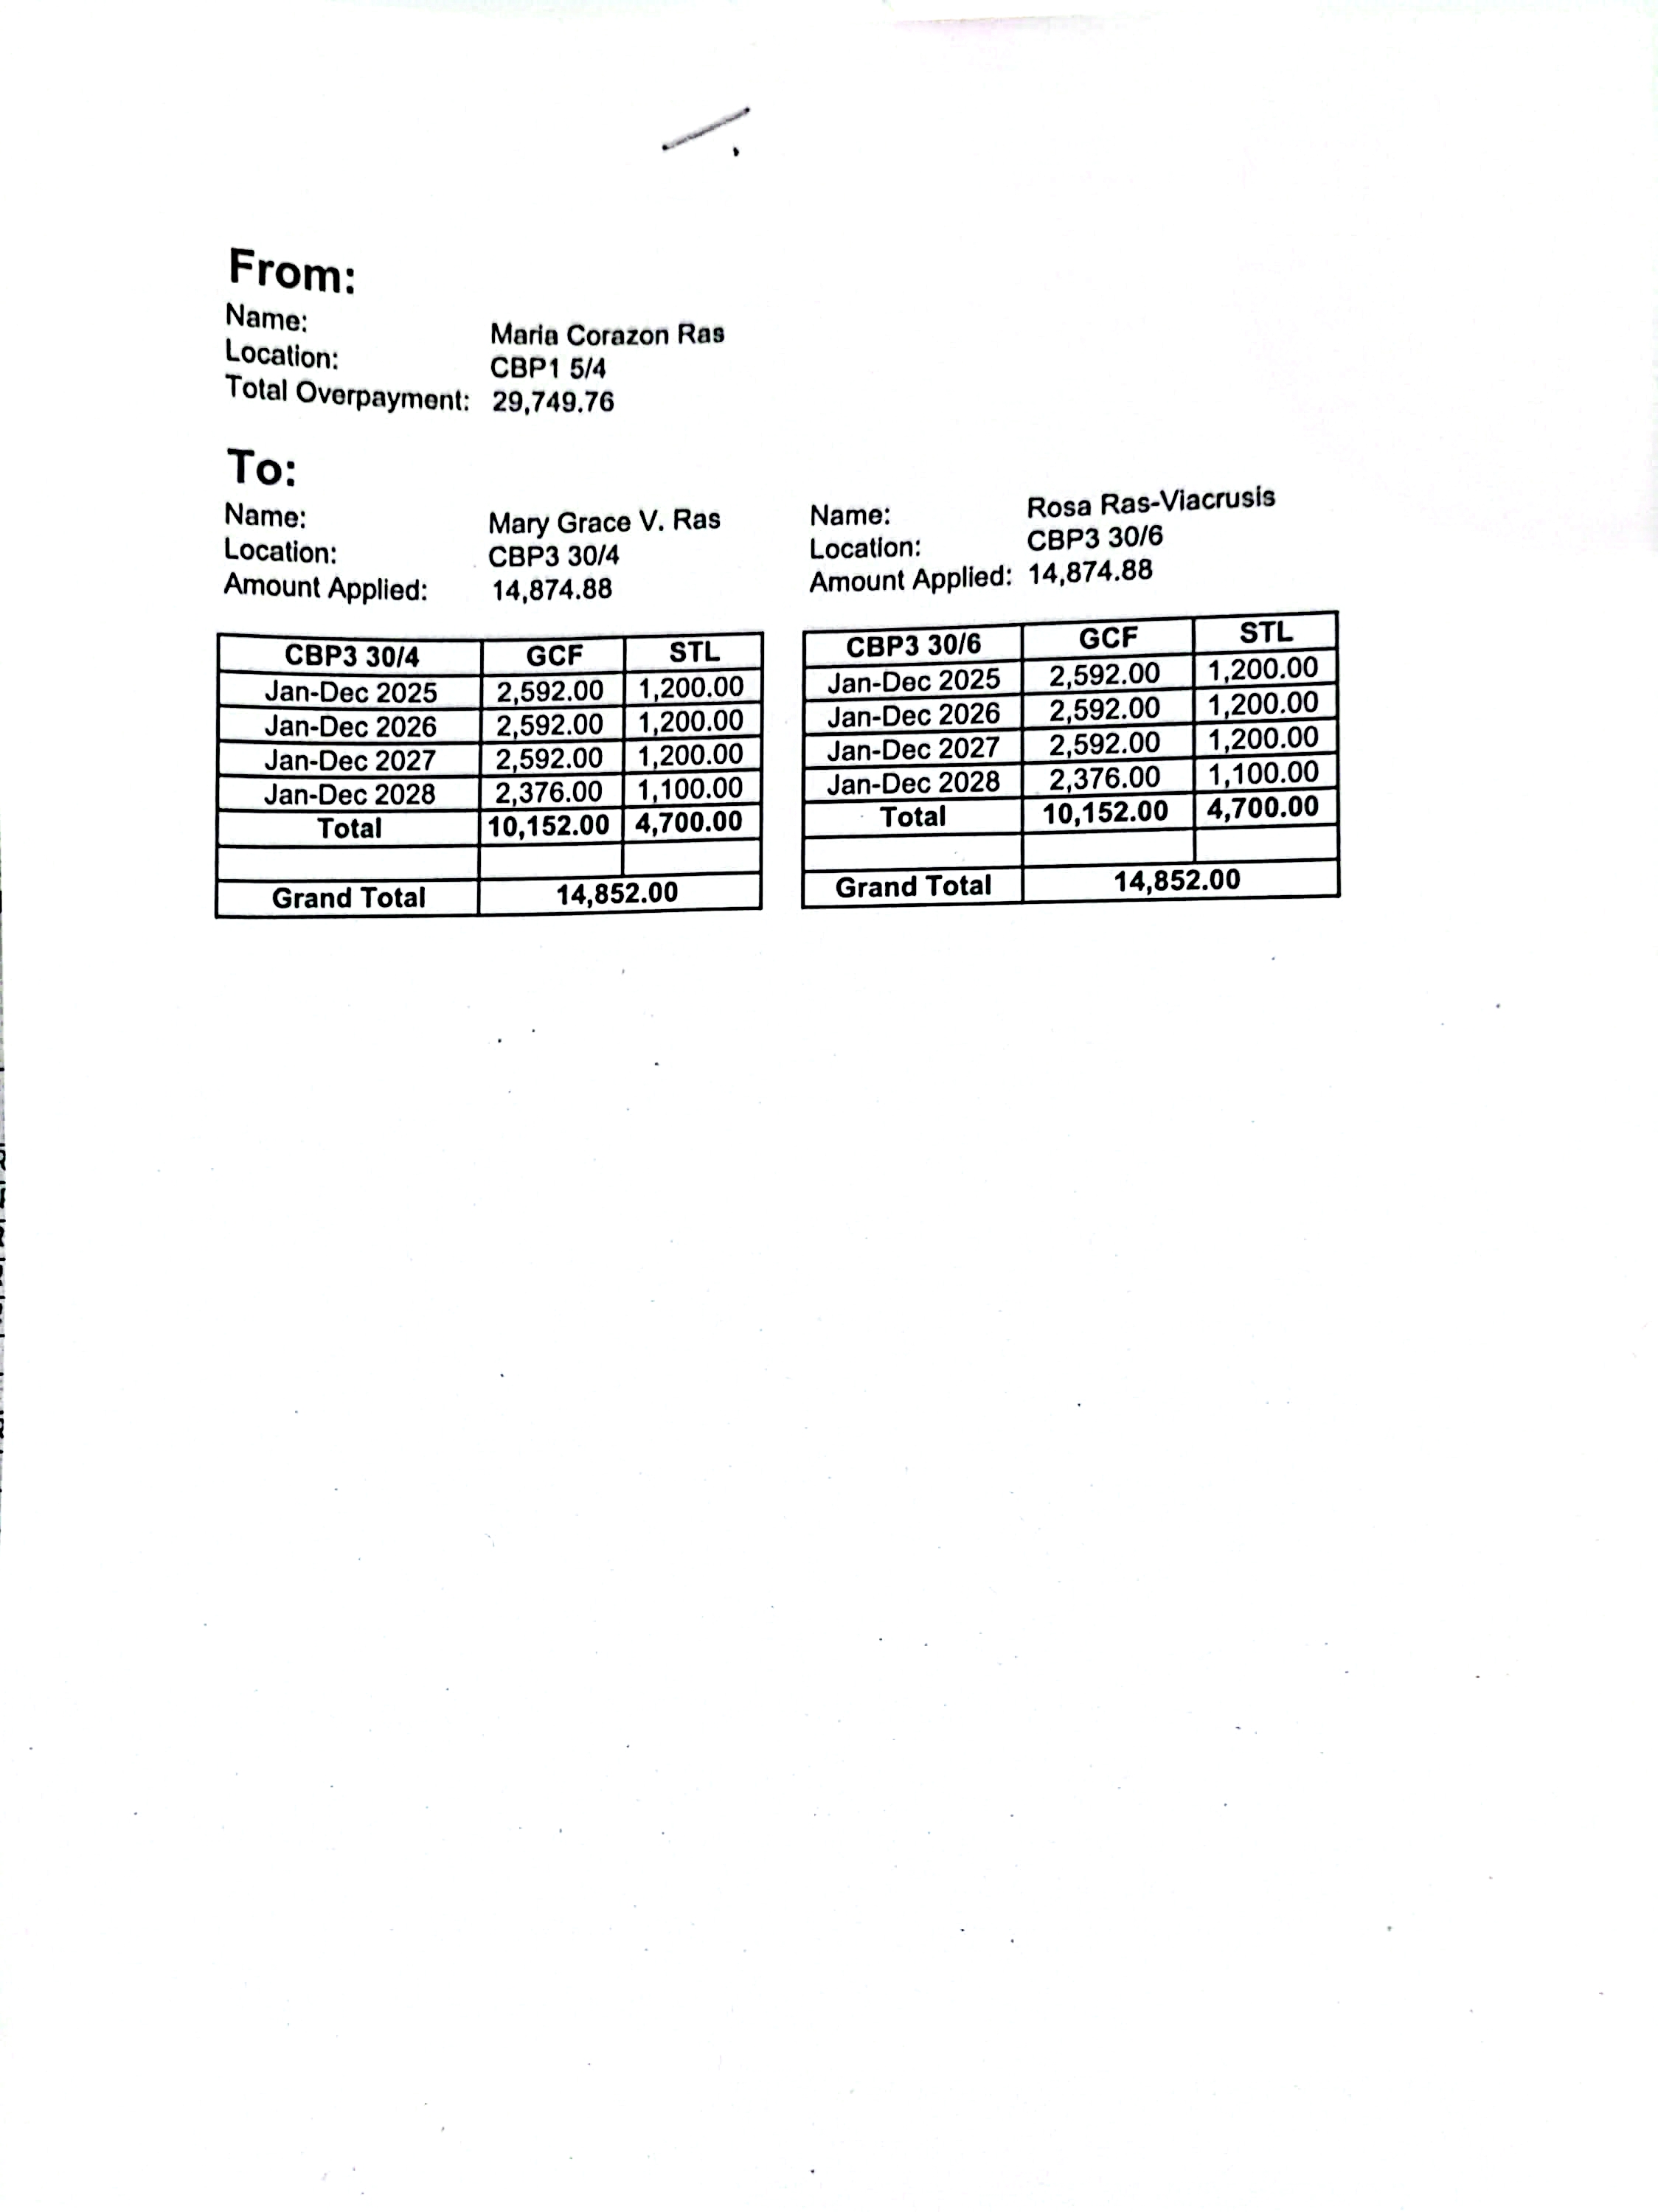 From:
Name: Maria Corazon Ras
Location: CBP1 5/4
Total Overpayment: 29,749.76
To:
Name: Mary Grace V. Ras
Location: CBP3 30/4
Amount Applied: 14,874.88
Name: Rosa Ras-Viacrusis
Location: CBP3 30/6
Amount Applied: 14,874.88
CBP3 30/4 GCF STL
Jan-Dec 2025 2,592.00 1,200.00
Jan-Dec 2026 2,592.00 1,200.00
Jan-Dec 2027 2,592.00 1,200.00
Jan-Dec 2028 2,376.00 1,100.00
Total 10,152.00 4,700.00
Grand Total 14,852.00
CBP3 30/6 GCF STL
Jan-Dec 2025 2,592.00 1,200.00
Jan-Dec 2026 2,592.00 1,200.00
Jan-Dec 2027 2,592.00 1,200.00
Jan-Dec 2028 2,376.00 1,100.00
Total 10,152.00 4,700.00
Grand Total 14,852.00